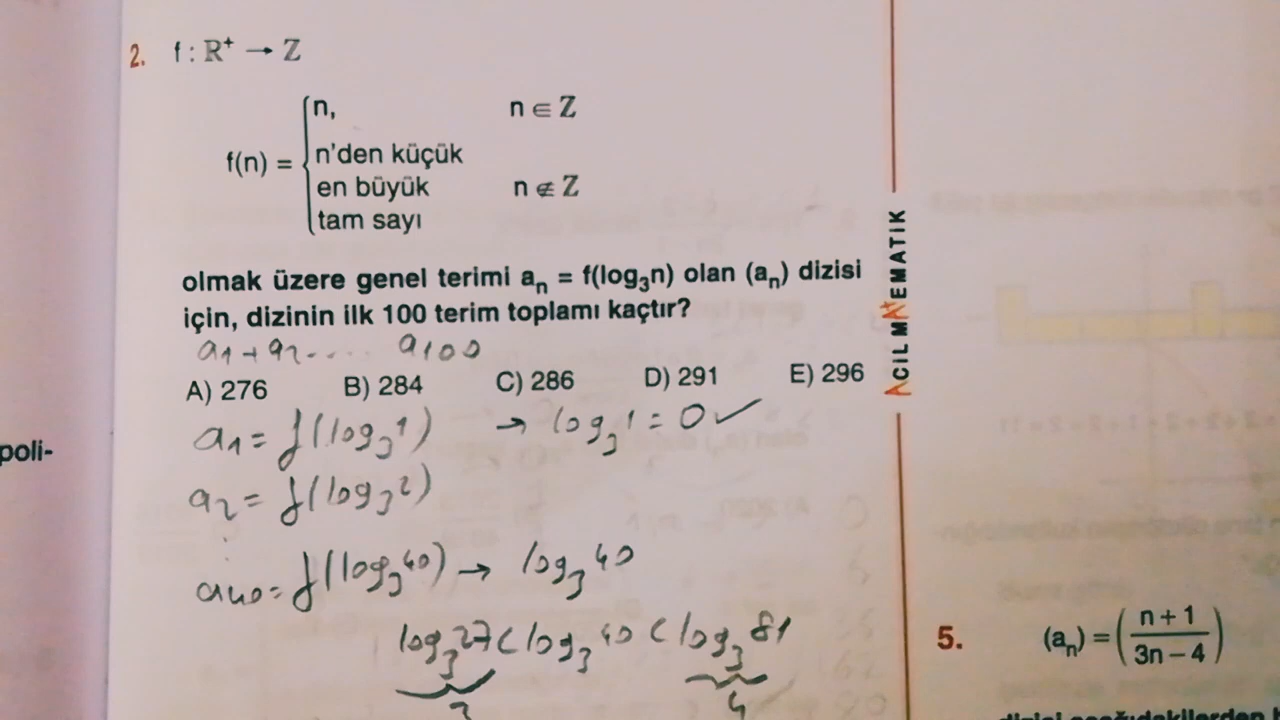 2. f : R⁺ → Z
f(n) = { n, n ∈ Z
n'den küçük
en büyük n ∉ Z
tam sayı
olmak üzere genel terimi aₙ = f(log₃n) olan (aₙ) dizisi
için, dizinin ilk 100 terim toplamı kaçtır?
a₁ + a₂ ..... a₁₀₀
A) 276 B) 284 C) 286 D) 291 E) 296
a₁ = f(log₃1) → log₃1 = 0 ✓
a₂ = f(log₃2)
a₄₀ = f(log₃40) → log₃40
log₃27 < log₃40 < log₃81
3 4
poli-
ACİL MATEMATİK
5. (aₙ) = ( n + 1 / 3n – 4 )